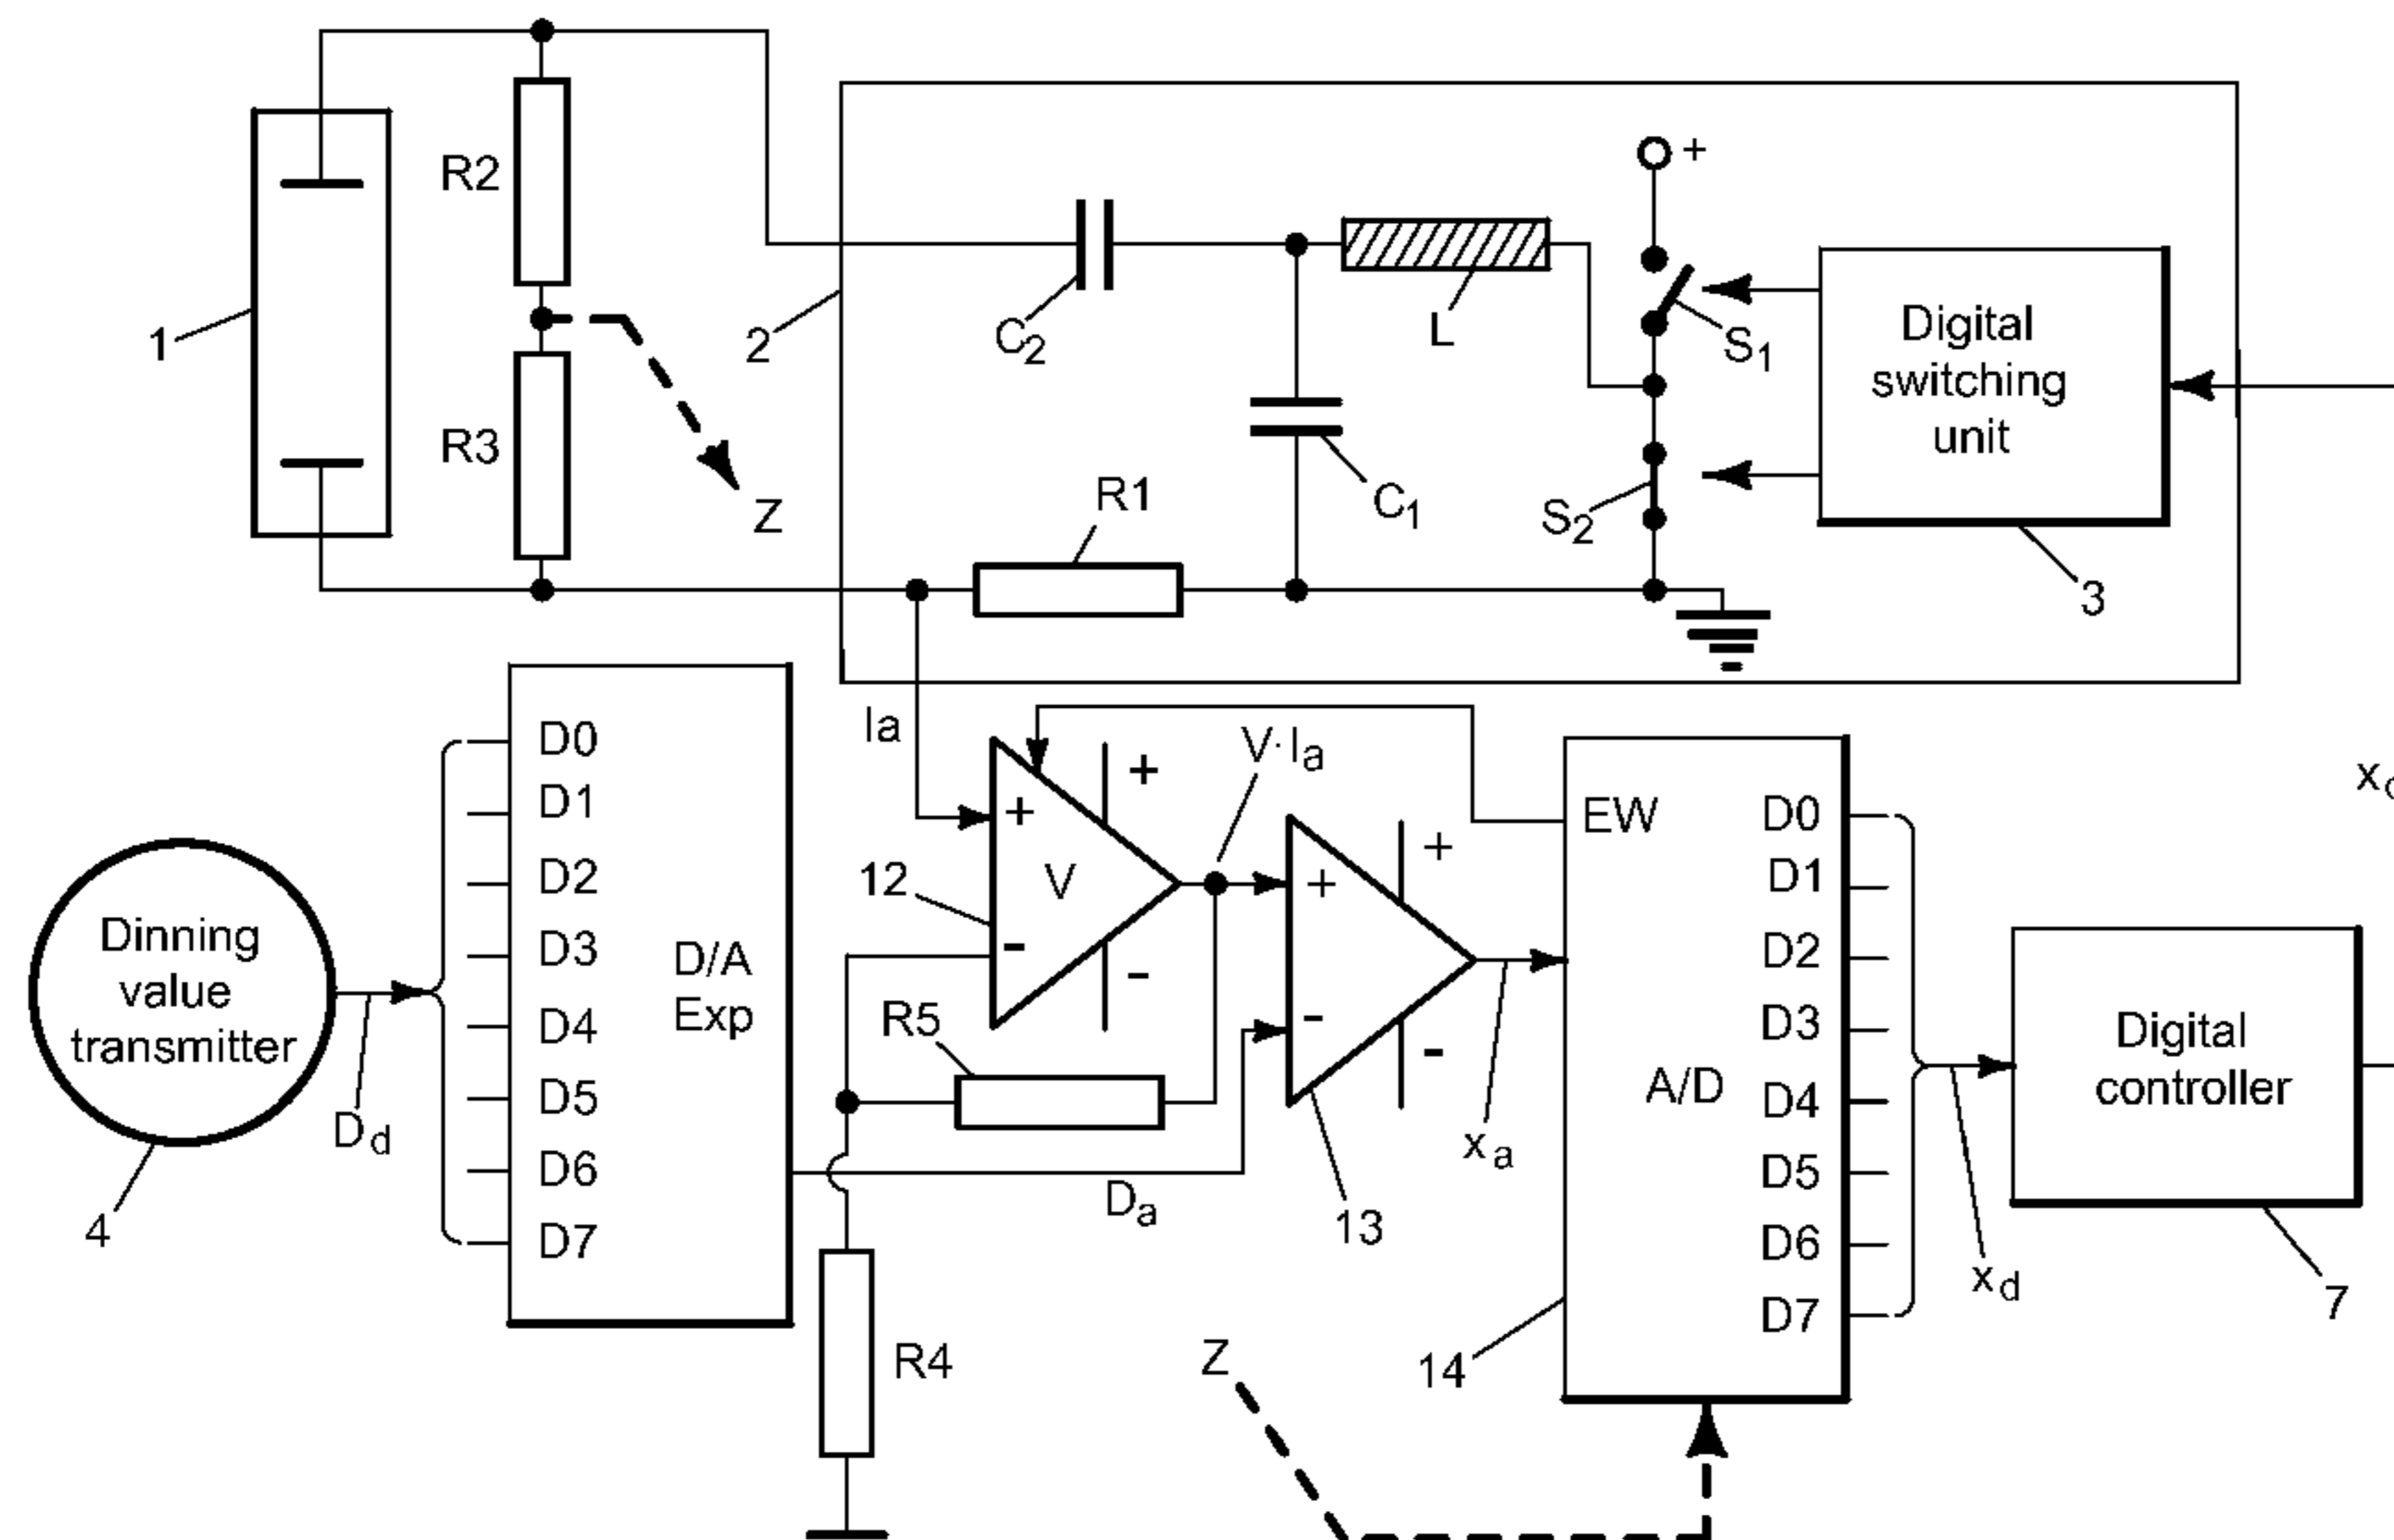 +
R2
1
2
C2
L
S1
Digital
switching
unit
R3
Z
R1
C1
S2
3
Ia
V·Ia
D0
D1
D2
D3
D4
D5
D6
D7
D/A
Exp
Dinning
value
transmitter
Dd
4
12
+
-
V
+
-
R5
+
-
+
-
Da
13
xa
EW
A/D
D0
D1
D2
D3
D4
D5
D6
D7
14
xd
Digital
controller
7
R4
Z